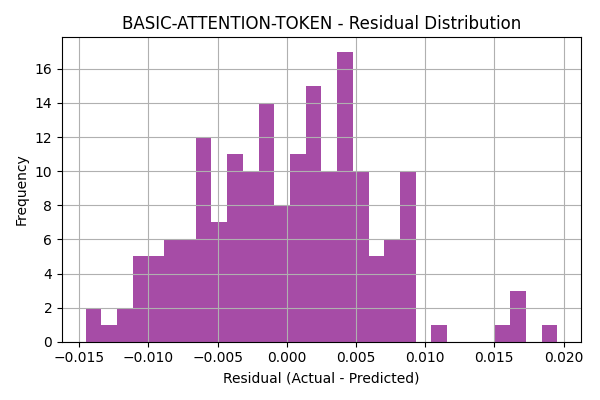 BASIC-ATTENTION-TOKEN - Residual Distribution
Frequency
16
14
12
10
8
6
4
2
0
−0.015 −0.010 −0.005 0.000 0.005 0.010 0.015 0.020
Residual (Actual - Predicted)